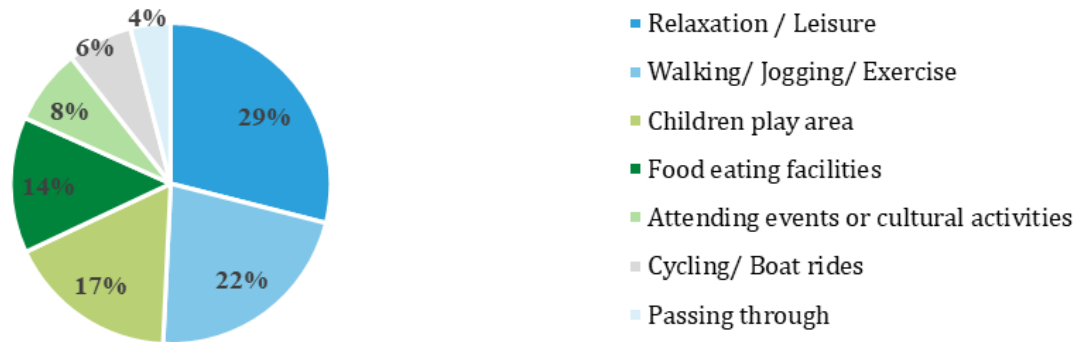 4%
6%
8%
29%
14%
17%
22%
Relaxation / Leisure
Walking/ Jogging/ Exercise
Children play area
Food eating facilities
Attending events or cultural activities
Cycling/ Boat rides
Passing through